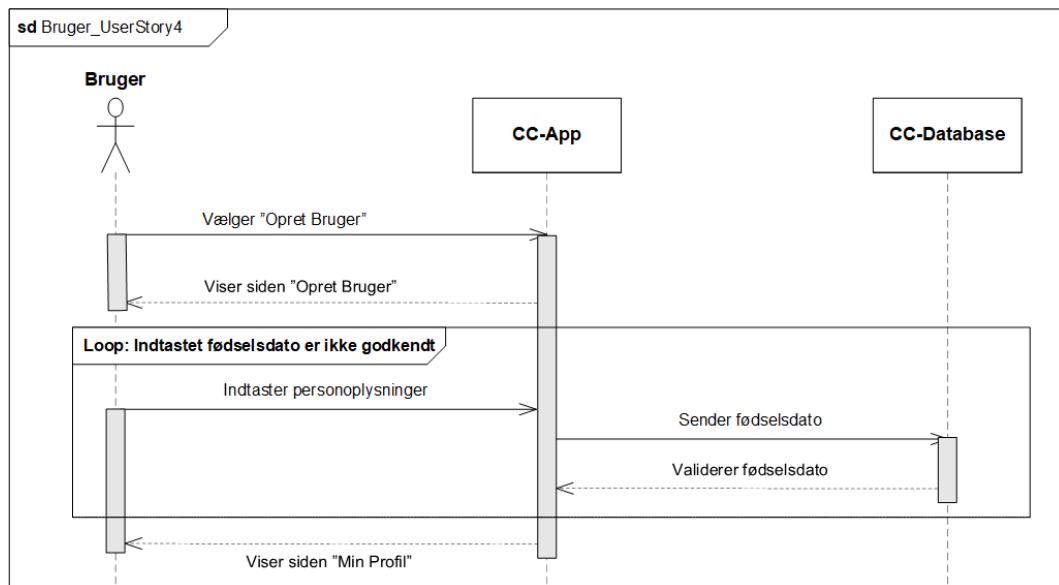 sd Bruger_UserStory4
Bruger
CC-App
CC-Database
Vælger ”Opret Bruger”
Viser siden ”Opret Bruger”
Loop: Indtastet fødselsdato er ikke godkendt
Indtaster personoplysninger
Sender fødselsdato
Validerer fødselsdato
Viser siden ”Min Profil”